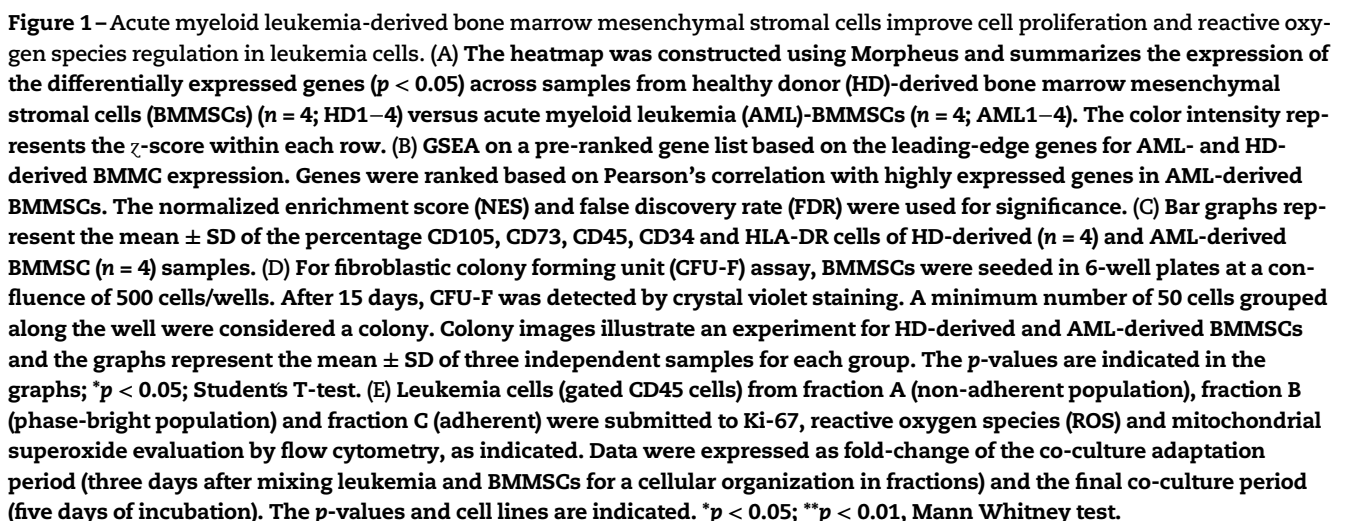 Figure 1 – Acute myeloid leukemia-derived bone marrow mesenchymal stromal cells improve cell proliferation and reactive oxy-
gen species regulation in leukemia cells. (A) The heatmap was constructed using Morpheus and summarizes the expression of
the differentially expressed genes (p < 0.05) across samples from healthy donor (HD)-derived bone marrow mesenchymal
stromal cells (BMMSCs) (n = 4; HD1−4) versus acute myeloid leukemia (AML)-BMMSCs (n = 4; AML1−4). The color intensity rep-
resents the z-score within each row. (B) GSEA on a pre-ranked gene list based on the leading-edge genes for AML- and HD-
derived BMMC expression. Genes were ranked based on Pearson's correlation with highly expressed genes in AML-derived
BMMSCs. The normalized enrichment score (NES) and false discovery rate (FDR) were used for significance. (C) Bar graphs rep-
resent the mean ± SD of the percentage CD105, CD73, CD45, CD34 and HLA-DR cells of HD-derived (n = 4) and AML-derived
BMMSC (n = 4) samples. (D) For fibroblastic colony forming unit (CFU-F) assay, BMMSCs were seeded in 6-well plates at a con-
fluence of 500 cells/wells. After 15 days, CFU-F was detected by crystal violet staining. A minimum number of 50 cells grouped
along the well were considered a colony. Colony images illustrate an experiment for HD-derived and AML-derived BMMSCs
and the graphs represent the mean ± SD of three independent samples for each group. The p-values are indicated in the
graphs; *p < 0.05; Student́s T-test. (E) Leukemia cells (gated CD45 cells) from fraction A (non-adherent population), fraction B
(phase-bright population) and fraction C (adherent) were submitted to Ki-67, reactive oxygen species (ROS) and mitochondrial
superoxide evaluation by flow cytometry, as indicated. Data were expressed as fold-change of the co-culture adaptation
period (three days after mixing leukemia and BMMSCs for a cellular organization in fractions) and the final co-culture period
(five days of incubation). The p-values and cell lines are indicated. *p < 0.05; **p < 0.01, Mann Whitney test.